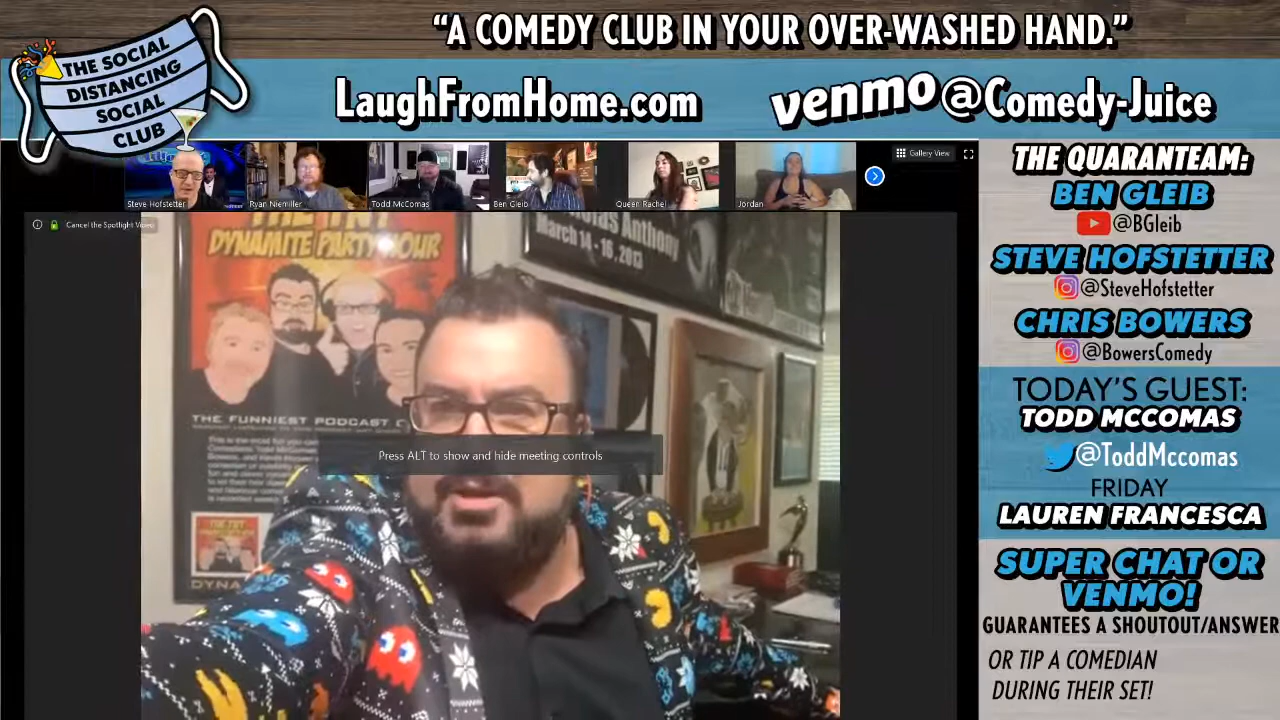 "A COMEDY CLUB IN YOUR OVER-WASHED HAND."
THE SOCIAL
DISTANCING
SOCIAL
CLUB
LaughFromHome.com
venmo @Comedy-Juice
Steve Hofstetter
Ryan Niemiller
Todd McComas
Ben Gleib
Queen Rachel
Jordan
Gallery View
Cancel the Spotlight Video
DYNAMITE PARTY HOUR
Anthony
March 14 - 16, 2013
THE FUNNIEST PODCAST
Press ALT to show and hide meeting controls
THE QUARANTEAM:
BEN GLEIB
@BGleib
STEVE HOFSTETTER
@SteveHofstetter
CHRIS BOWERS
@BowersComedy
TODAY'S GUEST:
TODD MCCOMAS
@ToddMccomas
FRIDAY
LAUREN FRANCESCA
SUPER CHAT OR
VENMO!
GUARANTEES A SHOUTOUT/ANSWER
OR TIP A COMEDIAN
DURING THEIR SET!